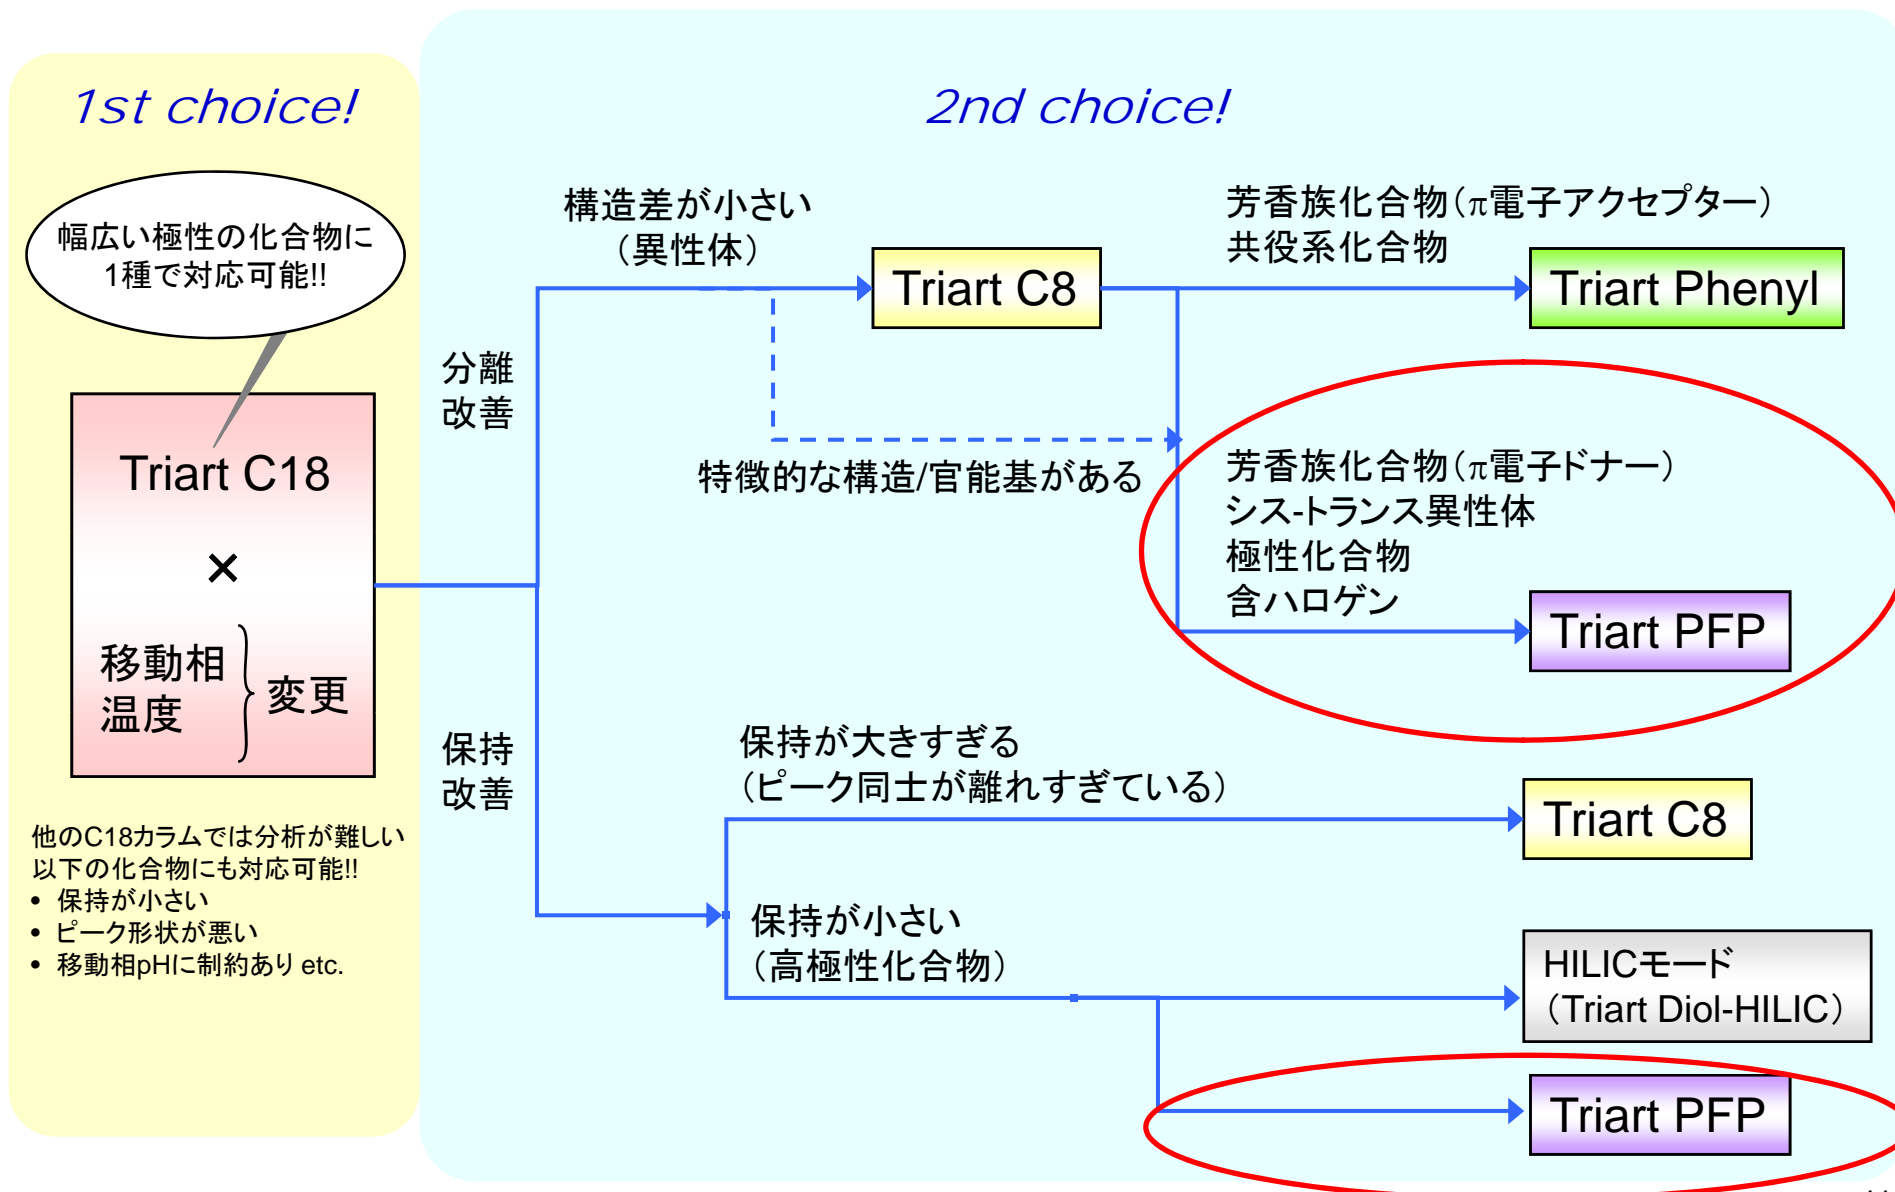 1st choice!
幅広い極性の化合物に
1種で対応可能!!
Triart C18
×
移動相
温度
変更
他のC18カラムでは分析が難しい
以下の化合物にも対応可能!!
• 保持が小さい
• ピーク形状が悪い
• 移動相pHに制約あり etc.
2nd choice!
分離
改善
構造差が小さい
（異性体）
Triart C8
芳香族化合物（π電子アクセプター）
共役系化合物
Triart Phenyl
特徴的な構造/官能基がある
芳香族化合物（π電子ドナー）
シス-トランス異性体
極性化合物
含ハロゲン
Triart PFP
保持
改善
保持が大きすぎる
（ピーク同士が離れすぎている）
Triart C8
保持が小さい
（高極性化合物）
HILICモード
（Triart Diol-HILIC）
Triart PFP